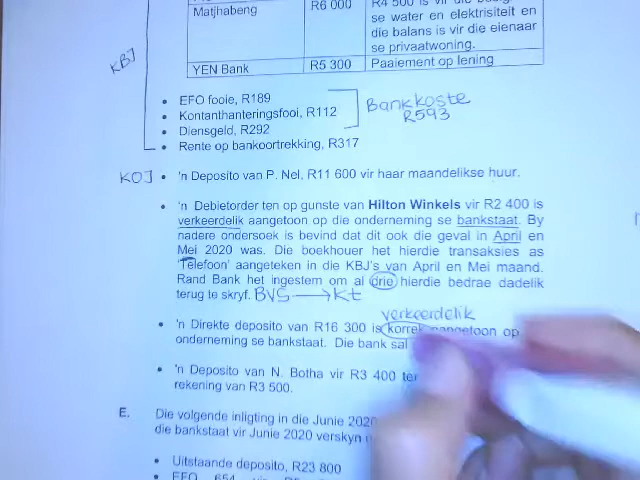 Matjhabeng
R6 000
R4 500 is vir die
se water en elektrisiteit en
die balans is vir die eienaar
se privaatwoning.
YEN Bank
R5 300
Paaiement op lening
KBJ
• EFO fooie, R189
• Kontanthanteringsfooi, R112
• Diensgeld, R292
• Rente op bankoortrekking, R317
Bankkoste
R593
KOJ
• 'n Deposito van P. Nel, R11 600 vir haar maandelikse huur.
• 'n Debietorder ten op gunste van Hilton Winkels vir R2 400 is
verkeerdelik aangetoon op die onderneming se bankstaat. By
nadere ondersoek is bevind dat dit ook die geval in April en
Mei 2020 was. Die boekhouer het hierdie transaksies as
'Telefoon' aangeteken in die KBJ's van April en Mei maand.
Rand Bank het ingestem om al drie hierdie bedrae dadelik
terug te skryf. BVS → Kt
verkeerdelik
• 'n Direkte deposito van R16 300 is korrek aangetoon op
onderneming se bankstaat. Die bank sal
• 'n Deposito van N. Botha vir R3 400 ter
rekening van R3 500.
E. Die volgende inligting in die Junie 2020
die bankstaat vir Junie 2020 verskyn
• Uitstaande deposito, R23 800
• EFO 654